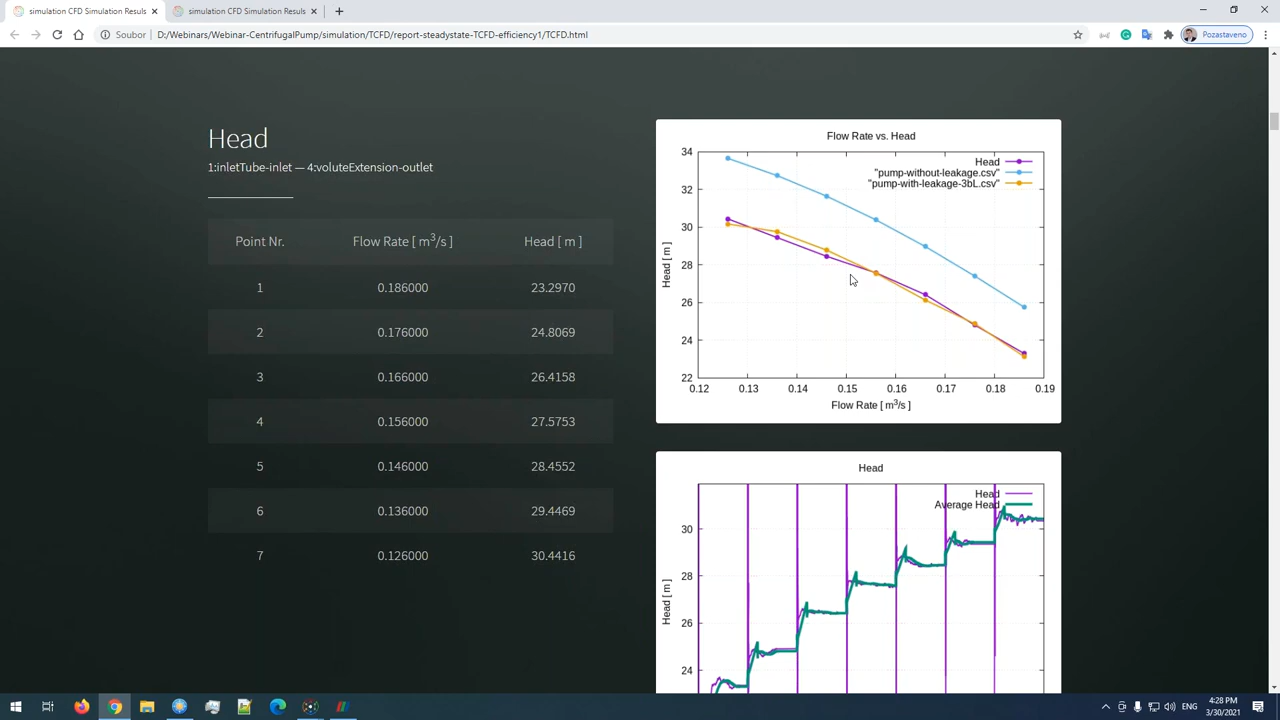 simulation CFD Simulation Resuls
simulation CFD Simulation Resuls
Soubor
D:/Webinars/Webinar-CentrifugalPump/simulation/TCFD/report-steadystate-TCFD-efficiency1/TCFD.html
Pozastaveno
Head
1:inletTube-inlet — 4:voluteExtension-outlet
Point Nr. Flow Rate [ m3/s ] Head [ m ]
1 0.186000 23.2970
2 0.176000 24.8069
3 0.166000 26.4158
4 0.156000 27.5753
5 0.146000 28.4552
6 0.136000 29.4469
7 0.126000 30.4416
Flow Rate vs. Head
Head
"pump-without-leakage.csv"
"pump-with-leakage-3bL.csv"
34
32
30
28
26
24
22
Head [ m ]
0.12 0.13 0.14 0.15 0.16 0.17 0.18 0.19
Flow Rate [ m3/s ]
Head
Head
Average Head
30
28
26
24
Head [ m ]
ENG
4:28 PM
3/30/2021